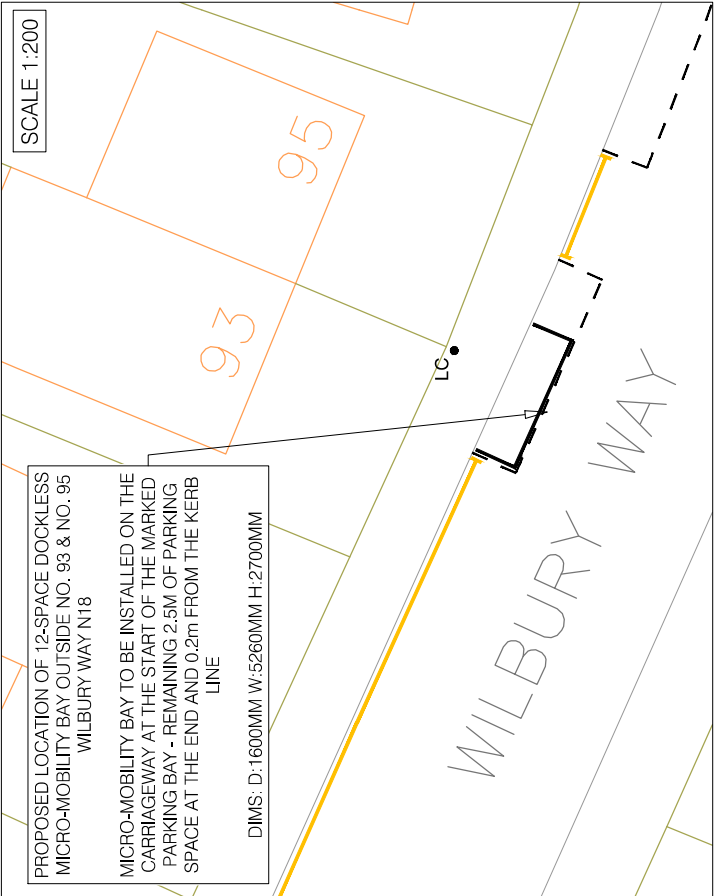 PROPOSED LOCATION OF 12-SPACE DOCKLESS
MICRO-MOBILITY BAY OUTSIDE NO. 93 & NO. 95
WILBURY WAY N18
MICRO-MOBILITY BAY TO BE INSTALLED ON THE
CARRIAGEWAY AT THE START OF THE MARKED
PARKING BAY - REMAINING 2.5M OF PARKING
SPACE AT THE END AND 0.2m FROM THE KERB
LINE
DIMS: D:1600MM W:5260MM H:2700MM
SCALE 1:200
93
95
LC
WILBURY WAY